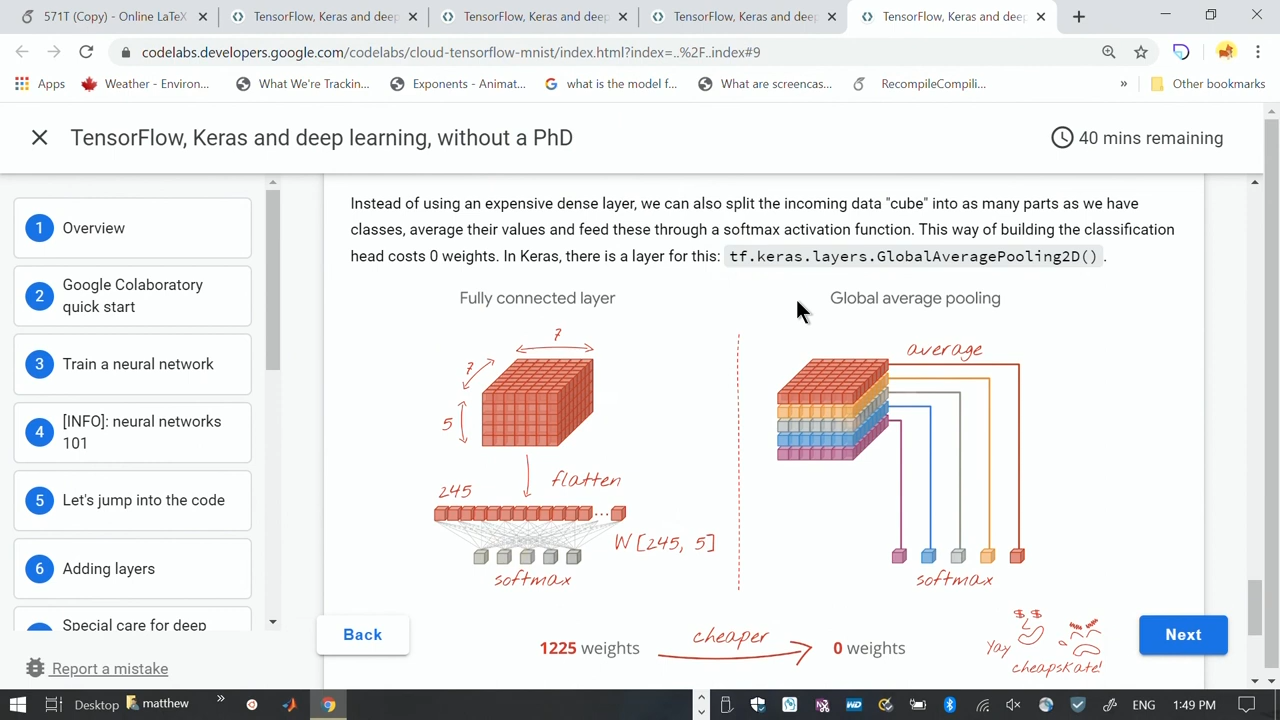 571T (Copy) - Online LaTeX
TensorFlow, Keras and deep
TensorFlow, Keras and deep
TensorFlow, Keras and deep
TensorFlow, Keras and deep
codelabs.developers.google.com/codelabs/cloud-tensorflow-mnist/index.html?index=..%2F..index#9
Apps
Weather - Environ...
What We're Trackin...
Exponents - Animat...
what is the model f...
What are screencas...
RecompileCompili...
»
Other bookmarks
TensorFlow, Keras and deep learning, without a PhD
40 mins remaining
1 Overview
2 Google Colaboratory
quick start
3 Train a neural network
4 [INFO]: neural networks
101
5 Let's jump into the code
6 Adding layers
Special care for deep
Report a mistake
Instead of using an expensive dense layer, we can also split the incoming data "cube" into as many parts as we have
classes, average their values and feed these through a softmax activation function. This way of building the classification
head costs 0 weights. In Keras, there is a layer for this: tf.keras.layers.GlobalAveragePooling2D().
Fully connected layer
7
7
5
flatten
245
...
W [245, 5]
softmax
Global average pooling
average
softmax
Back
1225 weights
cheaper
0 weights
$ $
Yay
cheapskate!
Next
Desktop
matthew
»
WD
ENG
1:49 PM